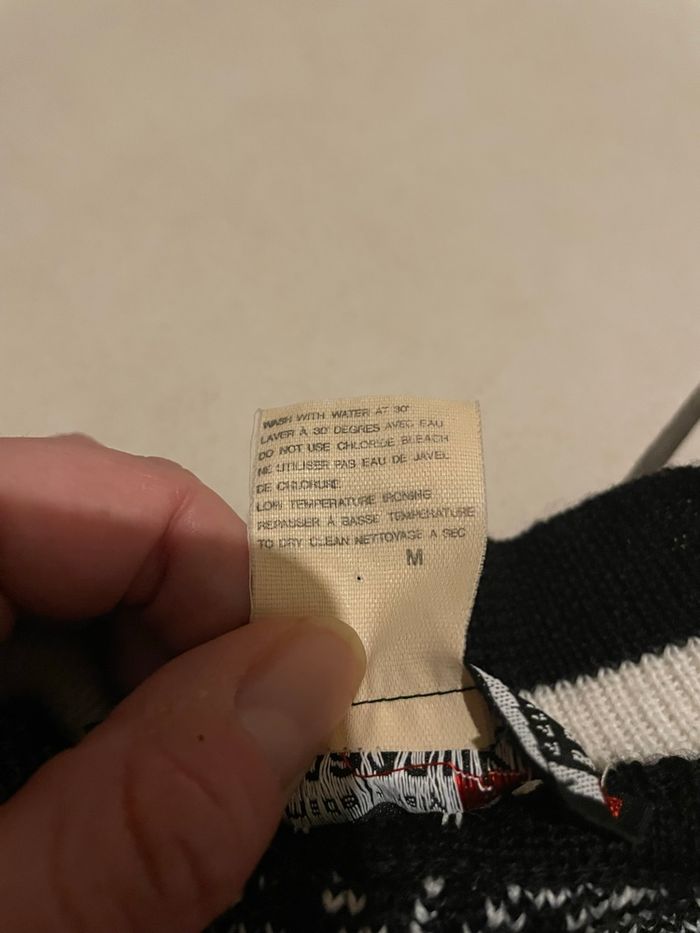 WASH WITH WATER AT 30°
LAVER À 30 DEGRES AVEC EAU
DO NOT USE CHLORDE BLEACH
NE UTILISER PAS EAU DE JAVEL
DE CHLORURE
LOW TEMPERATURE IRONING
REPASSER À BASSE TEMPERATURE
TO DRY CLEAN NETTOYAGE A SEC
M